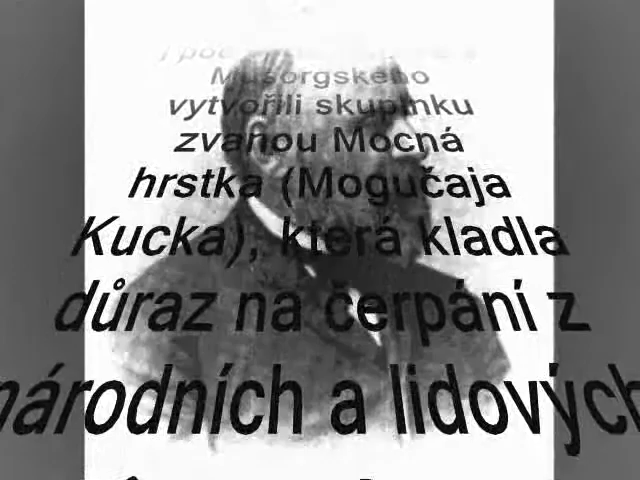 Musorgského
vytvořili skupinku
zvanou Mocná
hrstka (Mogučaja
Kucka), která kladla
důraz na čerpání z
národních a lidových